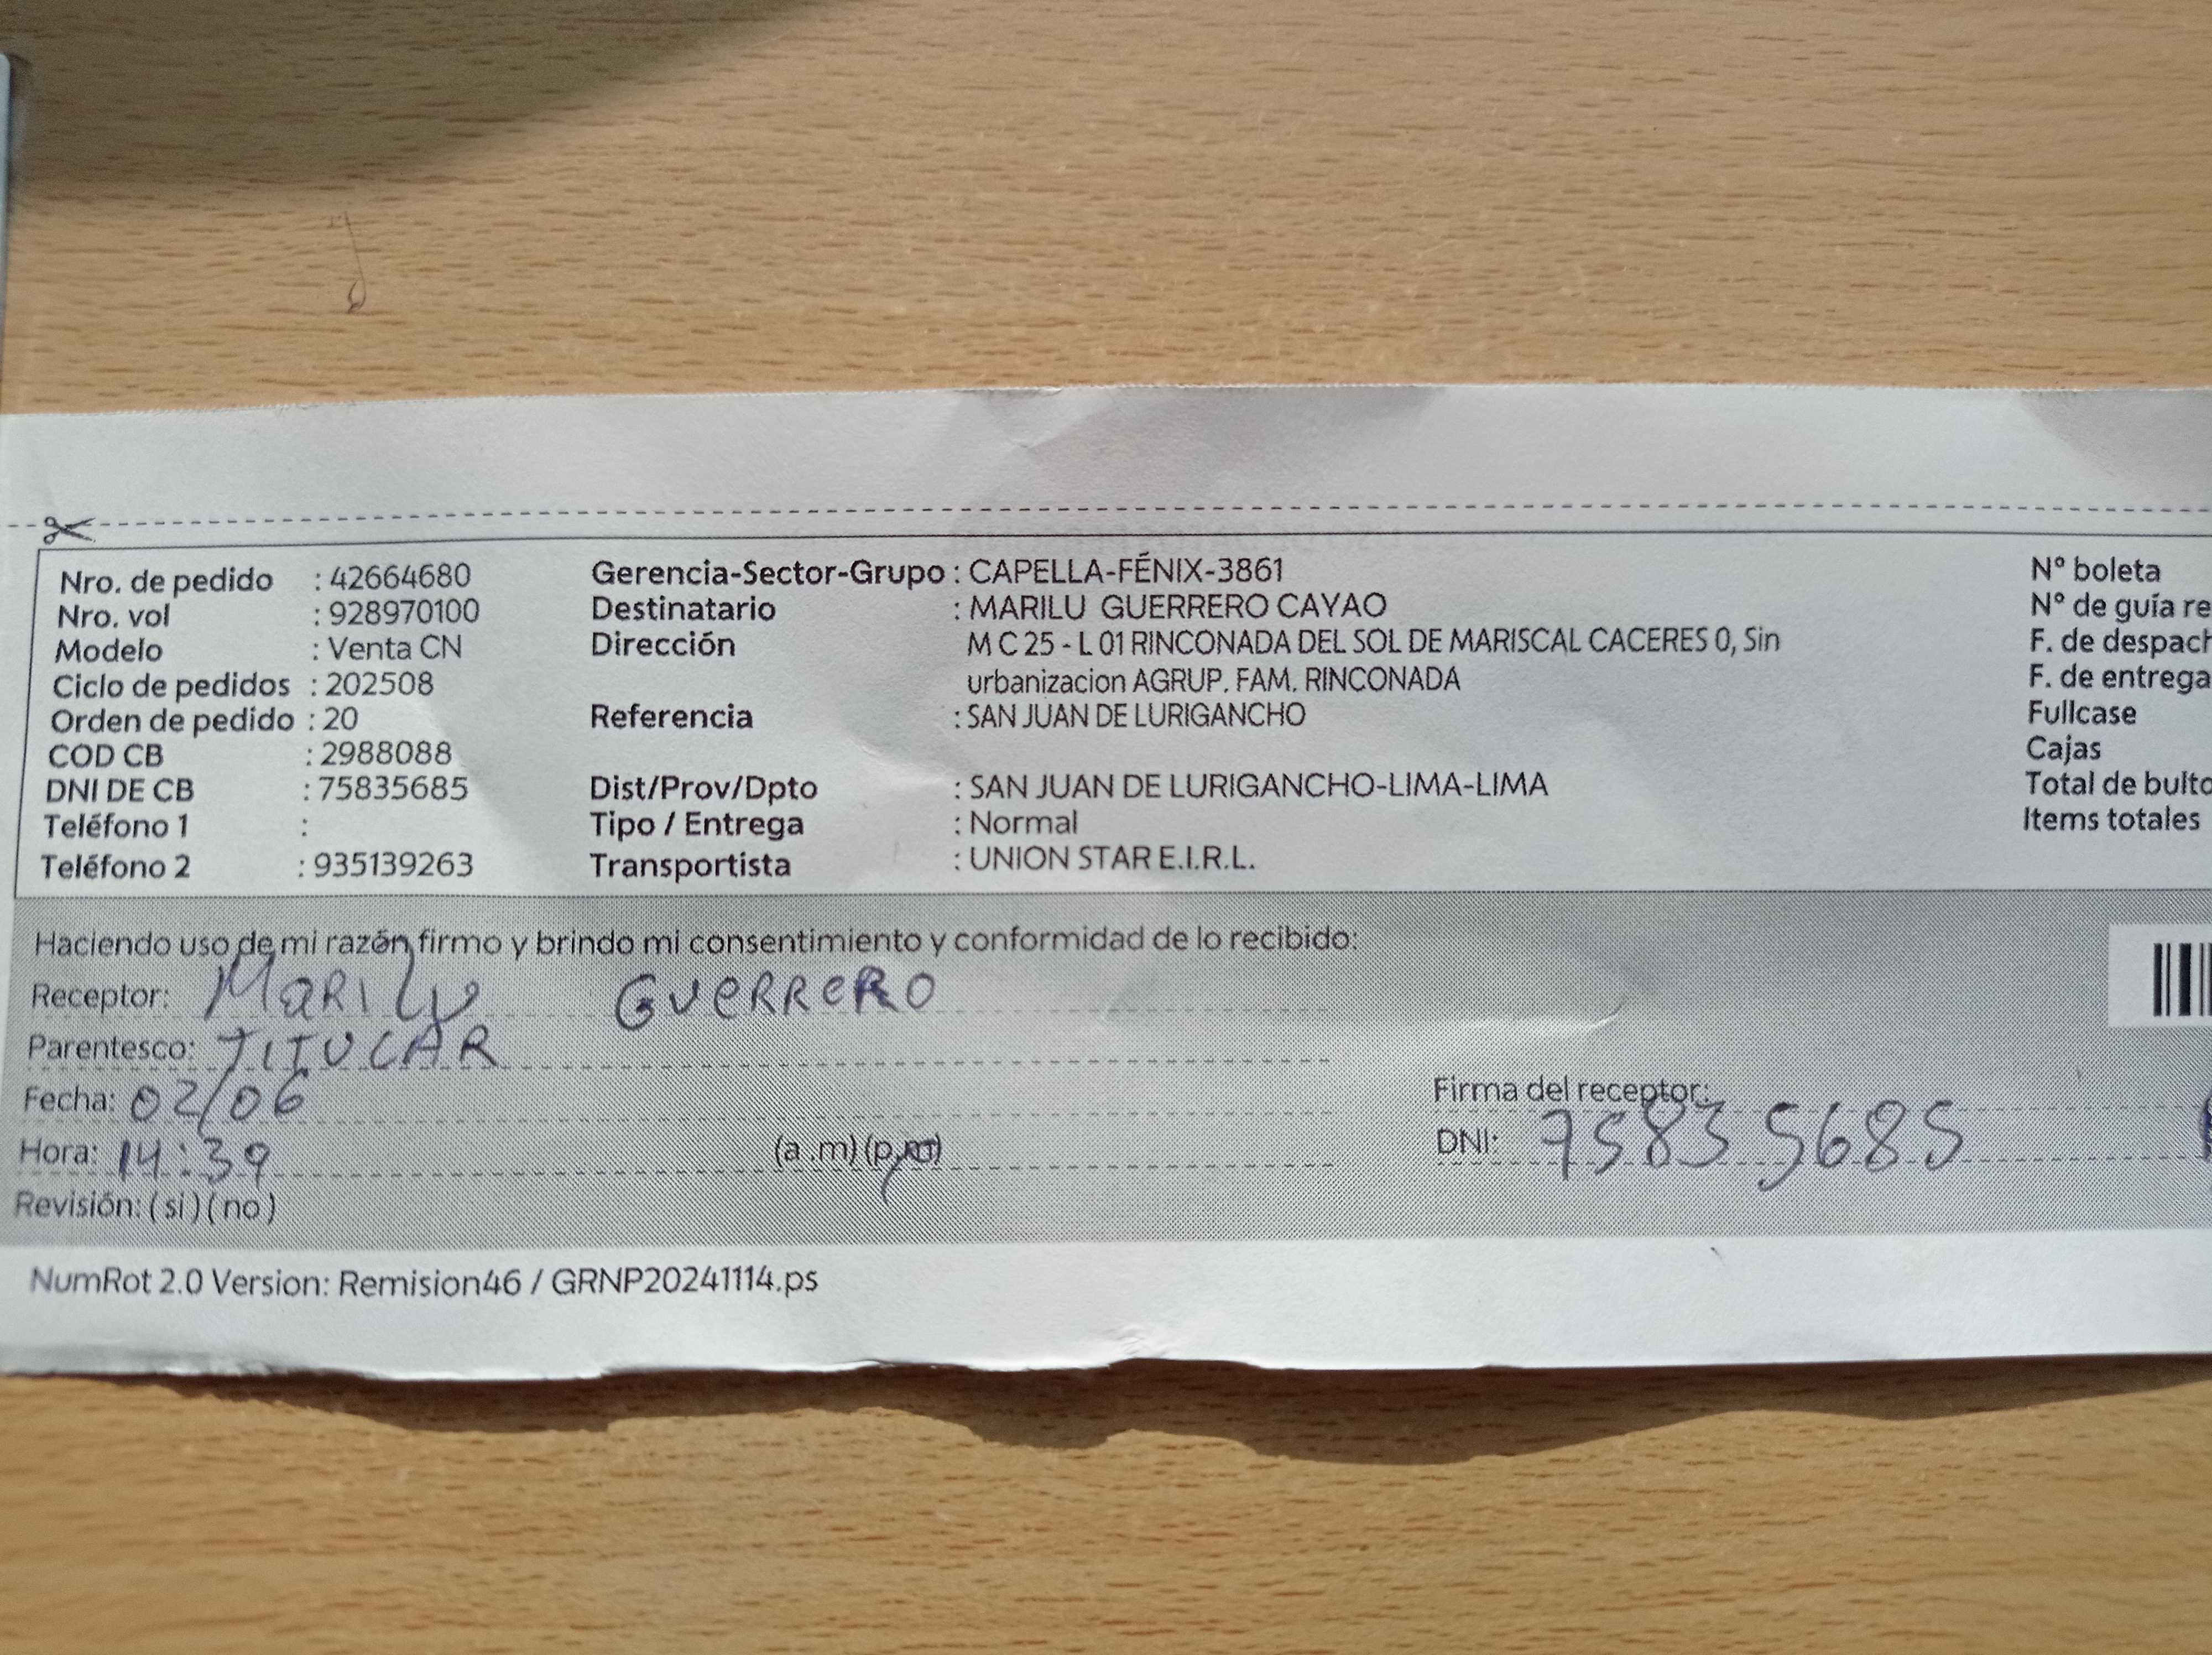 Nro. de pedido : 42664680
Nro. vol : 928970100
Modelo : Venta CN
Ciclo de pedidos : 202508
Orden de pedido : 20
COD CB : 2988088
DNI DE CB : 75835685
Teléfono 1 :
Teléfono 2 : 935139263
Gerencia-Sector-Grupo : CAPELLA-FÉNIX-3861
Destinatario : MARILU GUERRERO CAYAO
Dirección M C 25 - L 01 RINCONADA DEL SOL DE MARISCAL CACERES 0, Sin
urbanizacion AGRUP. FAM. RINCONADA
Referencia : SAN JUAN DE LURIGANCHO
Dist/Prov/Dpto : SAN JUAN DE LURIGANCHO-LIMA-LIMA
Tipo / Entrega : Normal
Transportista : UNION STAR E.I.R.L.
N° boleta
N° de guía re
F. de despach
F. de entrega
Fullcase
Cajas
Total de bulto
Items totales
Haciendo uso de mi razón firmo y brindo mi consentimiento y conformidad de lo recibido:
Receptor: MARILU GUERRERO
Parentesco: TITULAR
Fecha: 02/06
Hora: 14:39 (a.m) (p.m)
Revisión: (si) (no)
Firma del receptor:
DNI: 75835685
NumRot 2.0 Version: Remision46 / GRNP20241114.ps